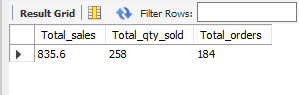 Result Grid Filter Rows:
Total_sales Total_qty_sold Total_orders
835.6 258 184